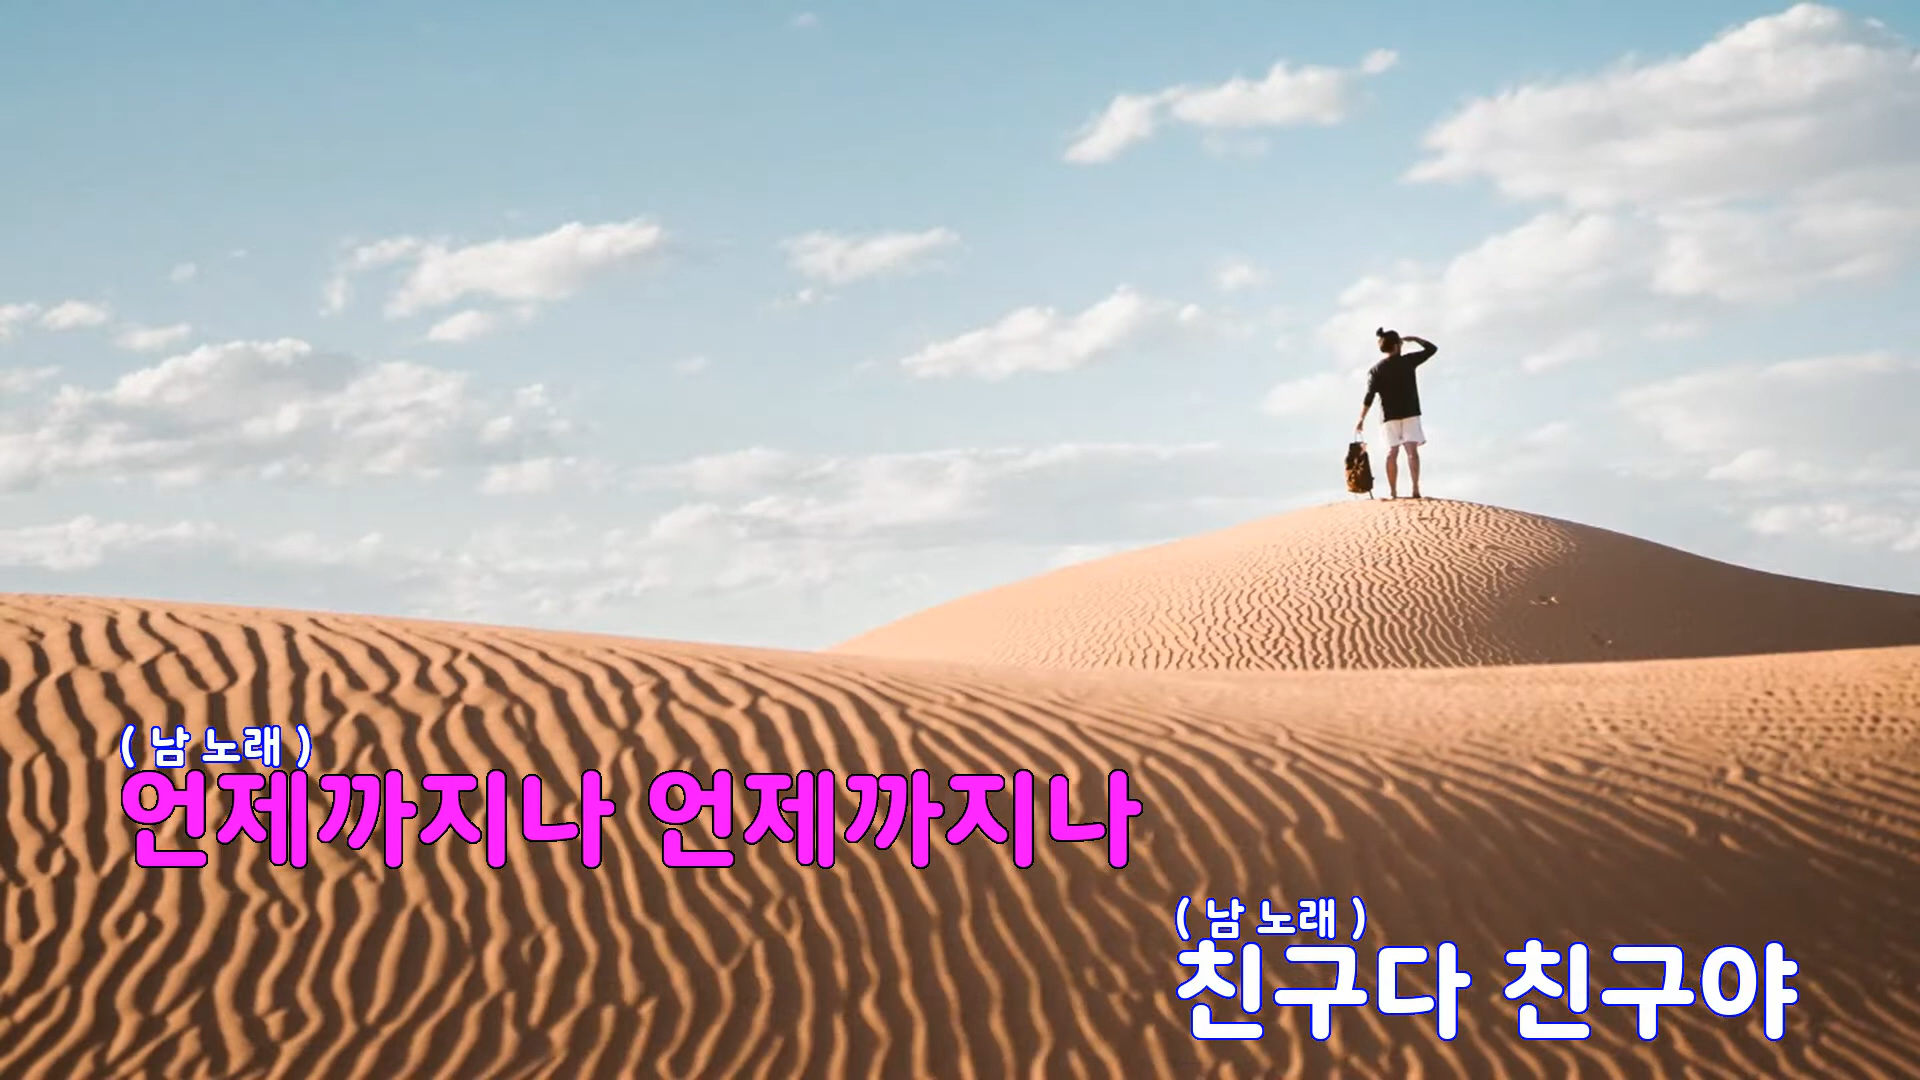 ( 남 노래 )
언제까지나 언제까지나
( 남 노래 )
친구다 친구야